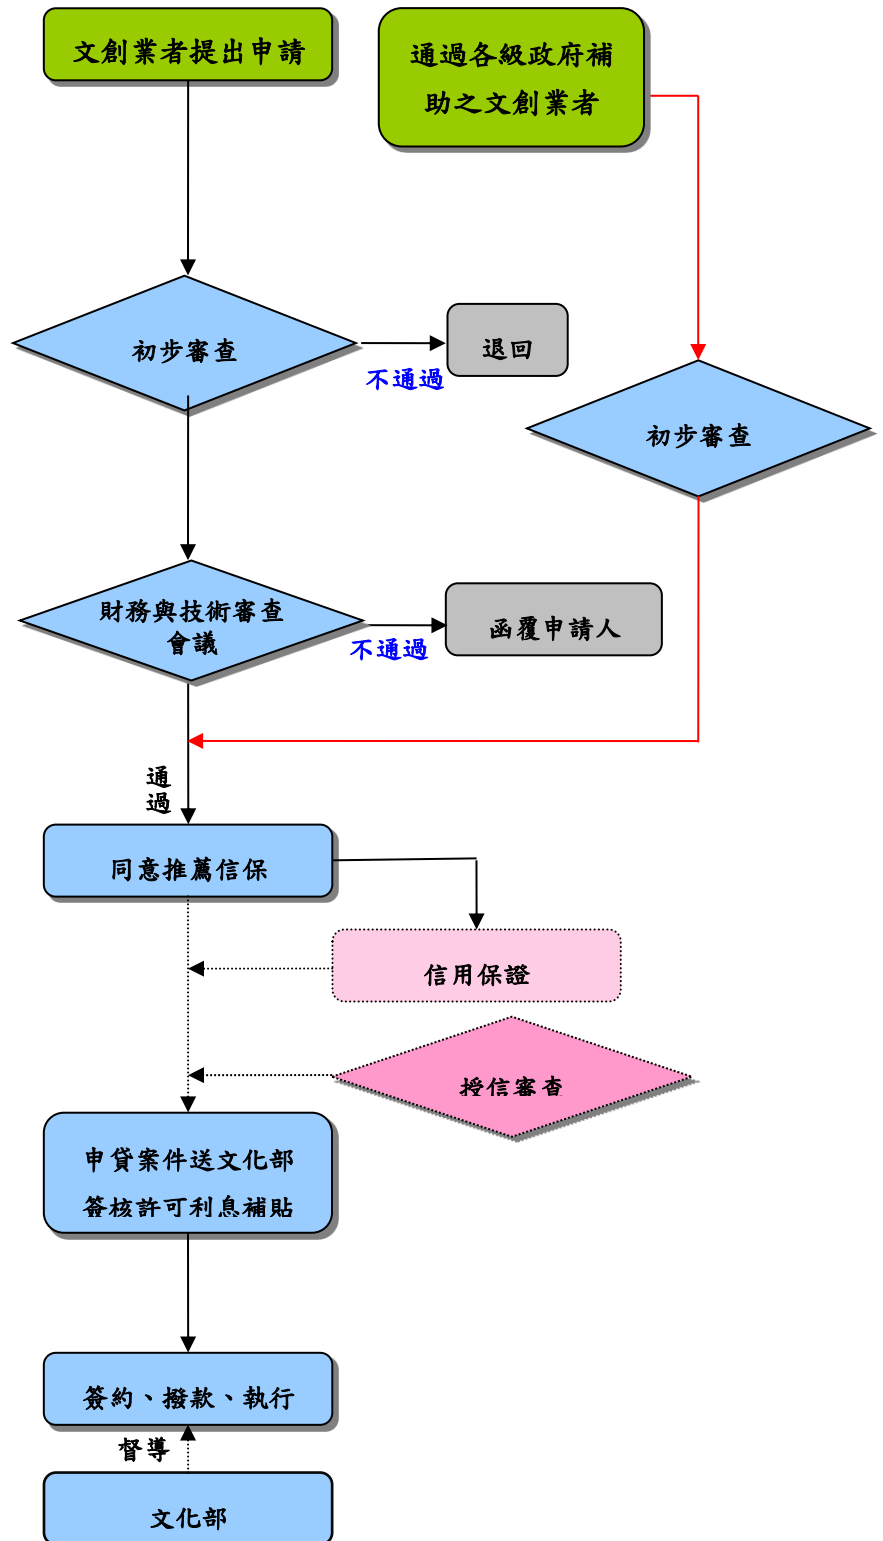 文創業者提出申請
通過各級政府補
助之文創業者
初步審查
退回
不通過
初步審查
財務與技術審查
會議
函覆申請人
不通過
通
過
同意推薦信保
信用保證
授信審查
申貸案件送文化部
簽核許可利息補貼
簽約、撥款、執行
督導
文化部